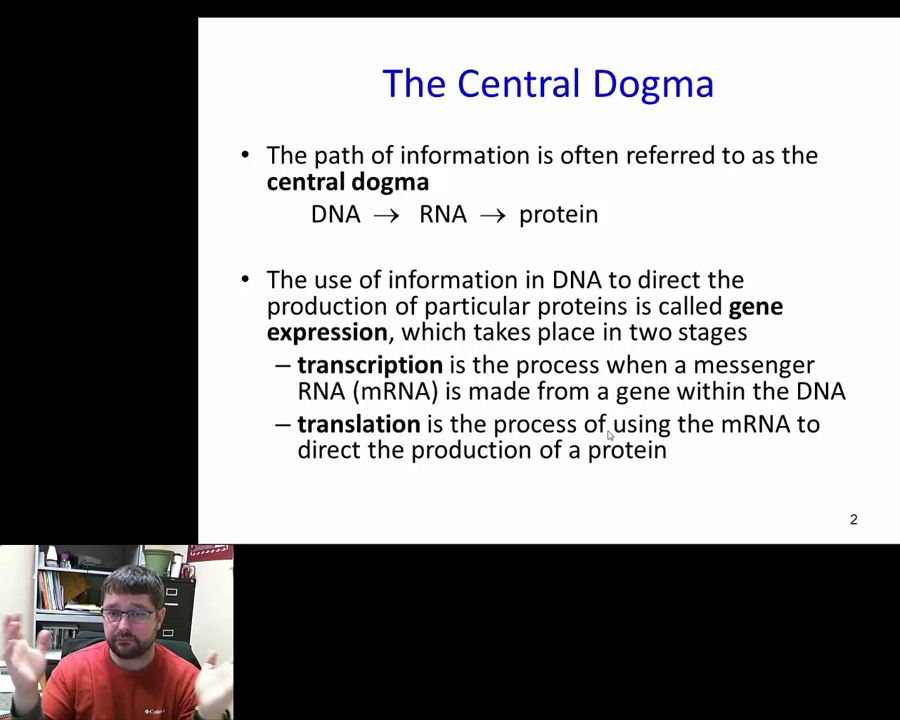 The Central Dogma
• The path of information is often referred to as the
central dogma
DNA → RNA → protein
• The use of information in DNA to direct the
production of particular proteins is called gene
expression, which takes place in two stages
– transcription is the process when a messenger
RNA (mRNA) is made from a gene within the DNA
– translation is the process of using the mRNA to
direct the production of a protein
2